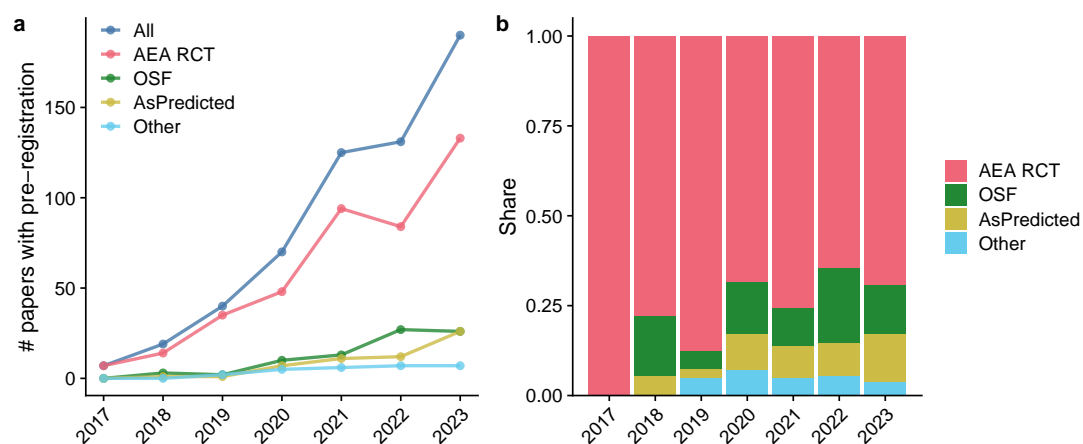 a
All
AEA RCT
OSF
AsPredicted
Other
# papers with pre−registration
150
100
50
0
2017 2018 2019 2020 2021 2022 2023
b
Share
1.00
0.75
0.50
0.25
0.00
2017 2018 2019 2020 2021 2022 2023
AEA RCT
OSF
AsPredicted
Other